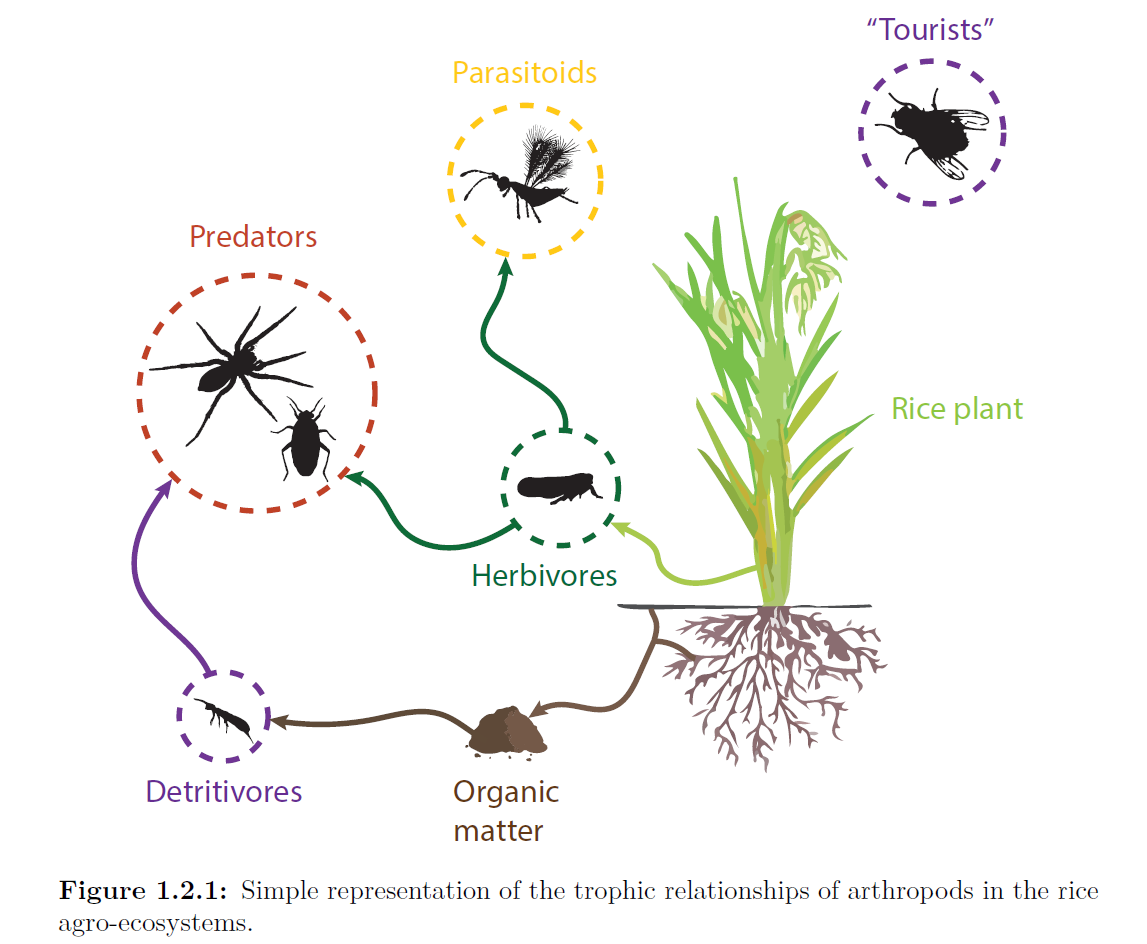 “Tourists”
Parasitoids
Predators
Rice plant
Herbivores
Detritivores
Organic
matter
Figure 1.2.1: Simple representation of the trophic relationships of arthropods in the rice
agro-ecosystems.